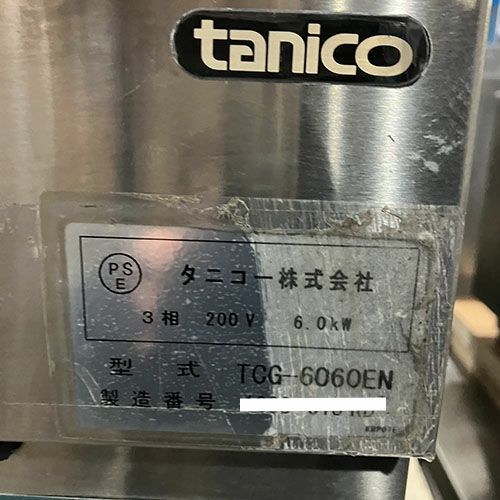 tanico
PS
E
タニコー株式会社
3相 200V 6.0kW
型式 TCG-6060EN
製造番号